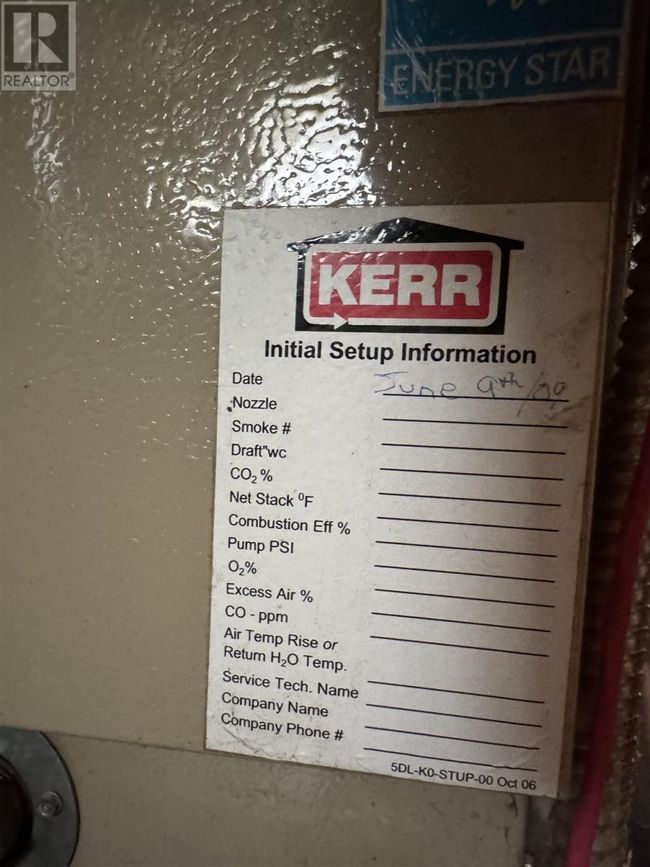 REALTOR®
ENERGY STAR
KERR
Initial Setup Information
Date June 9th/09
Nozzle
Smoke #
Draft"wc
CO₂ %
Net Stack ⁰F
Combustion Eff %
Pump PSI
O₂%
Excess Air %
CO - ppm
Air Temp Rise or
Return H₂O Temp.
Service Tech. Name
Company Name
Company Phone #
5DL-K0-STUP-00 Oct 06